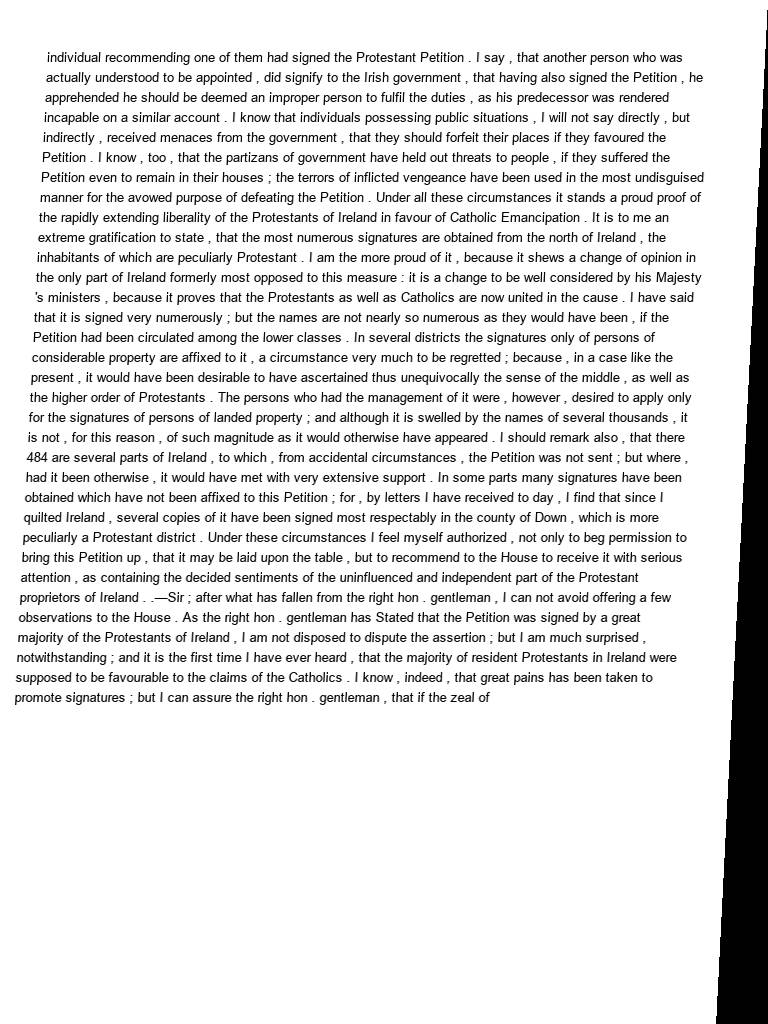 individual recommending one of them had signed the Protestant Petition . I say , that another person who was
actually understood to be appointed , did signify to the Irish government , that having also signed the Petition , he
apprehended he should be deemed an improper person to fulfil the duties , as his predecessor was rendered
incapable on a similar account . I know that individuals possessing public situations , I will not say directly , but
indirectly , received menaces from the government , that they should forfeit their places if they favoured the
Petition . I know , too , that the partizans of government have held out threats to people , if they suffered the
Petition even to remain in their houses ; the terrors of inflicted vengeance have been used in the most undisguised
manner for the avowed purpose of defeating the Petition . Under all these circumstances it stands a proud proof of
the rapidly extending liberality of the Protestants of Ireland in favour of Catholic Emancipation . It is to me an
extreme gratification to state , that the most numerous signatures are obtained from the north of Ireland , the
inhabitants of which are peculiarly Protestant . I am the more proud of it , because it shews a change of opinion in
the only part of Ireland formerly most opposed to this measure : it is a change to be well considered by his Majesty
's ministers , because it proves that the Protestants as well as Catholics are now united in the cause . I have said
that it is signed very numerously ; but the names are not nearly so numerous as they would have been , if the
Petition had been circulated among the lower classes . In several districts the signatures only of persons of
considerable property are affixed to it , a circumstance very much to be regretted ; because , in a case like the
present , it would have been desirable to have ascertained thus unequivocally the sense of the middle , as well as
the higher order of Protestants . The persons who had the management of it were , however , desired to apply only
for the signatures of persons of landed property ; and although it is swelled by the names of several thousands , it
is not , for this reason , of such magnitude as it would otherwise have appeared . I should remark also , that there
484 are several parts of Ireland , to which , from accidental circumstances , the Petition was not sent ; but where ,
had it been otherwise , it would have met with very extensive support . In some parts many signatures have been
obtained which have not been affixed to this Petition ; for , by letters I have received to day , I find that since I
quilted Ireland , several copies of it have been signed most respectably in the county of Down , which is more
peculiarly a Protestant district . Under these circumstances I feel myself authorized , not only to beg permission to
bring this Petition up , that it may be laid upon the table , but to recommend to the House to receive it with serious
attention , as containing the decided sentiments of the uninfluenced and independent part of the Protestant
proprietors of Ireland . .—Sir ; after what has fallen from the right hon . gentleman , I can not avoid offering a few
observations to the House . As the right hon . gentleman has Stated that the Petition was signed by a great
majority of the Protestants of Ireland , I am not disposed to dispute the assertion ; but I am much surprised ,
notwithstanding ; and it is the first time I have ever heard , that the majority of resident Protestants in Ireland were
supposed to be favourable to the claims of the Catholics . I know , indeed , that great pains has been taken to
promote signatures ; but I can assure the right hon . gentleman , that if the zeal of